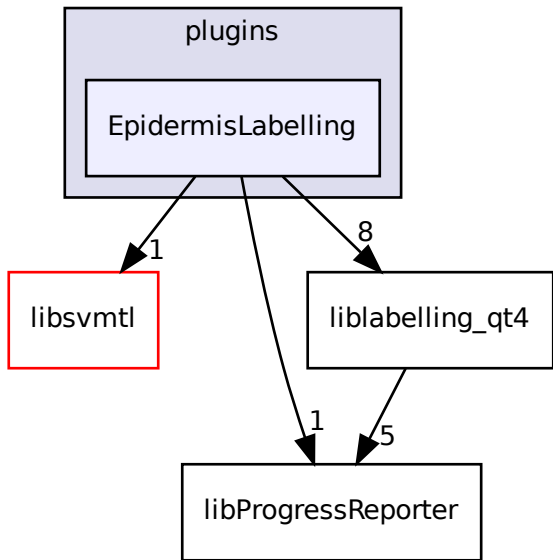 plugins
EpidermisLabelling
1
8
libsvmtl
liblabelling_qt4
1
5
libProgressReporter